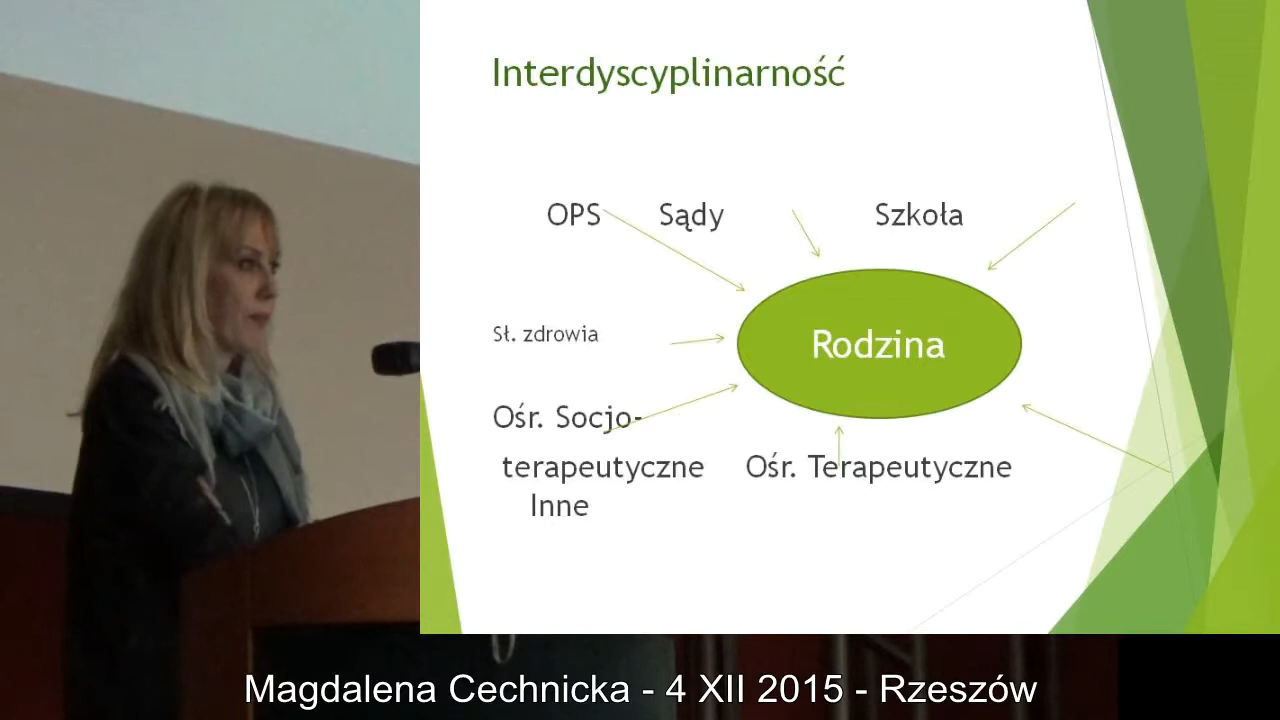 Interdyscyplinarność
OPS Sądy Szkoła
Sł. zdrowia
Rodzina
Ośr. Socjo-
terapeutyczne Ośr. Terapeutyczne
Inne
Magdalena Cechnicka - 4 XII 2015 - Rzeszów